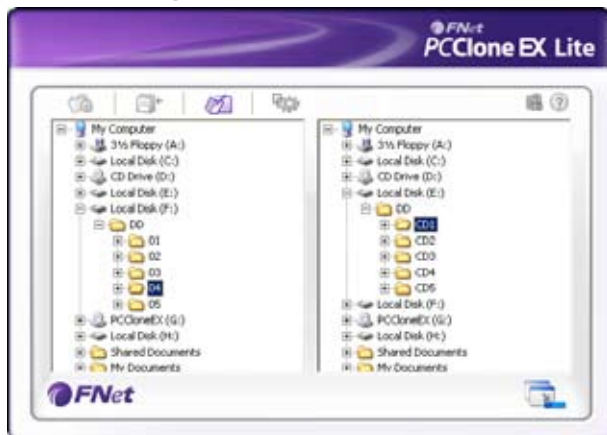 FNet
PCClone EX Lite
My Computer
3½ Floppy (A:)
Local Disk (C:)
CD Drive (D:)
Local Disk (E:)
Local Disk (F:)
DD
01
02
03
04
05
PCCloneEX (G:)
Local Disk (H:)
Shared Documents
My Documents
My Computer
3½ Floppy (A:)
Local Disk (C:)
CD Drive (D:)
Local Disk (E:)
DD
CD1
CD2
CD3
CD4
CD5
Local Disk (F:)
PCCloneEX (G:)
Local Disk (H:)
Shared Documents
My Documents
FNet